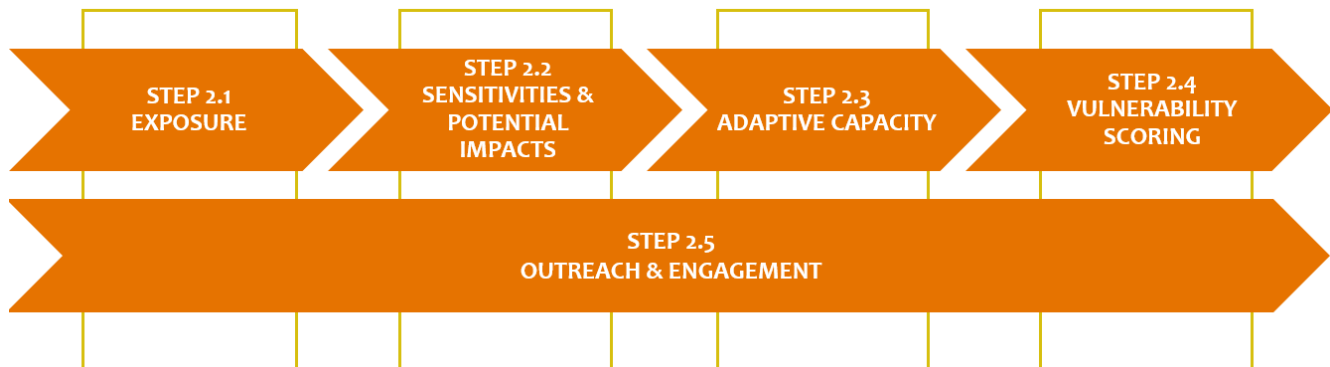 STEP 2.1
EXPOSURE
STEP 2.2
SENSITIVITIES &
POTENTIAL
IMPACTS
STEP 2.3
ADAPTIVE CAPACITY
STEP 2.4
VULNERABILITY
SCORING
STEP 2.5
OUTREACH & ENGAGEMENT